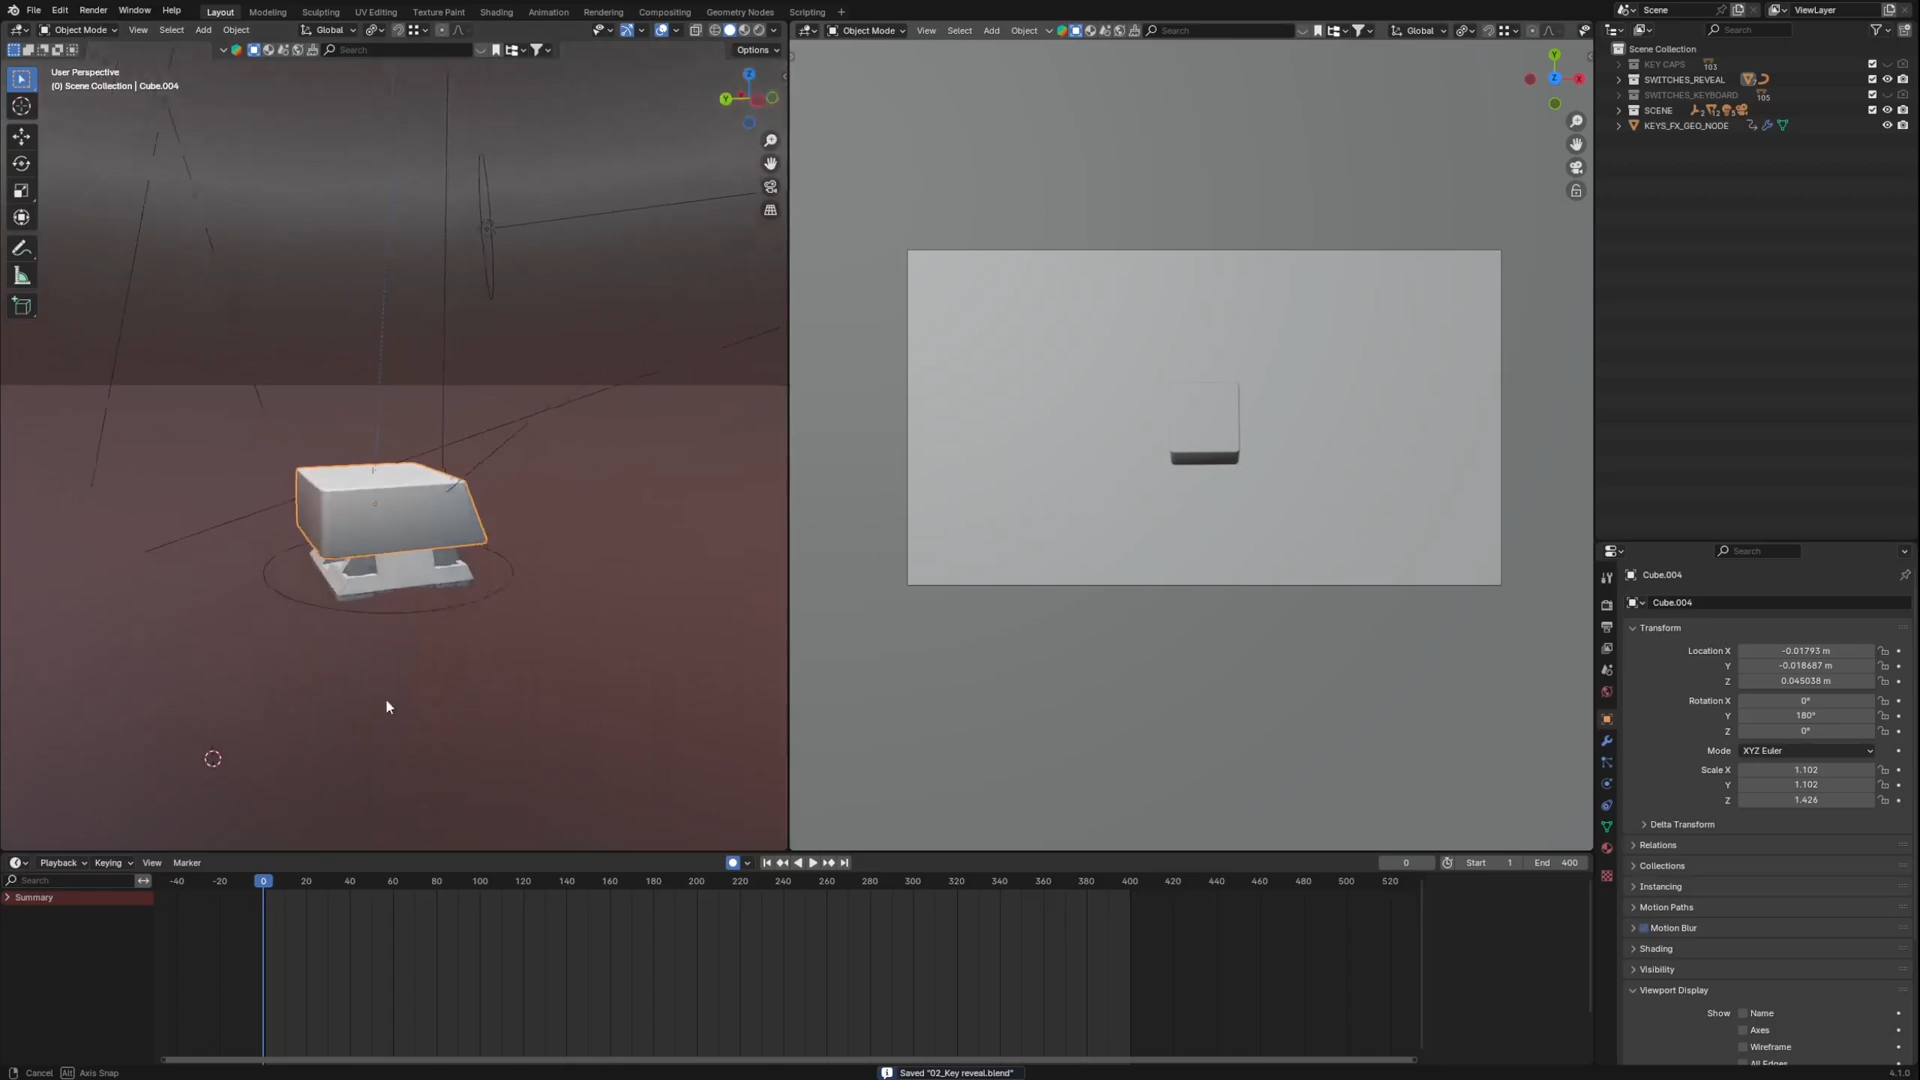 File Edit Render Window Help Layout Modeling Sculpting UV Editing Texture Paint Shading Animation Rendering Compositing Geometry Nodes Scripting
Scene ViewLayer
Object Mode View Select Add Object Global
Object Mode View Select Add Object Search Global
Search
Search Options
User Perspective
(0) Scene Collection | Cube.004
Z
Y
Y
Z
X
Scene Collection
KEY CAPS 103
SWITCHES_REVEAL
SWITCHES_KEYBOARD 105
SCENE 2 12 5
KEYS_FX_GEO_NODE
Search
Cube.004
Cube.004
Transform
Location X -0.01793 m
Y -0.018687 m
Z 0.045038 m
Rotation X 0°
Y 180°
Z 0°
Mode XYZ Euler
Scale X 1.102
Y 1.102
Z 1.426
Delta Transform
Relations
Collections
Instancing
Motion Paths
Motion Blur
Shading
Visibility
Viewport Display
Show Name
Axes
Wireframe
All Edges
Playback Keying View Marker 0 Start 1 End 400
Search -40 -20 0 20 40 60 80 100 120 140 160 180 200 220 240 260 280 300 320 340 360 380 400 420 440 460 480 500 520
Summary
Cancel Alt Axis Snap Saved "02_Key reveal.blend" 4.1.0